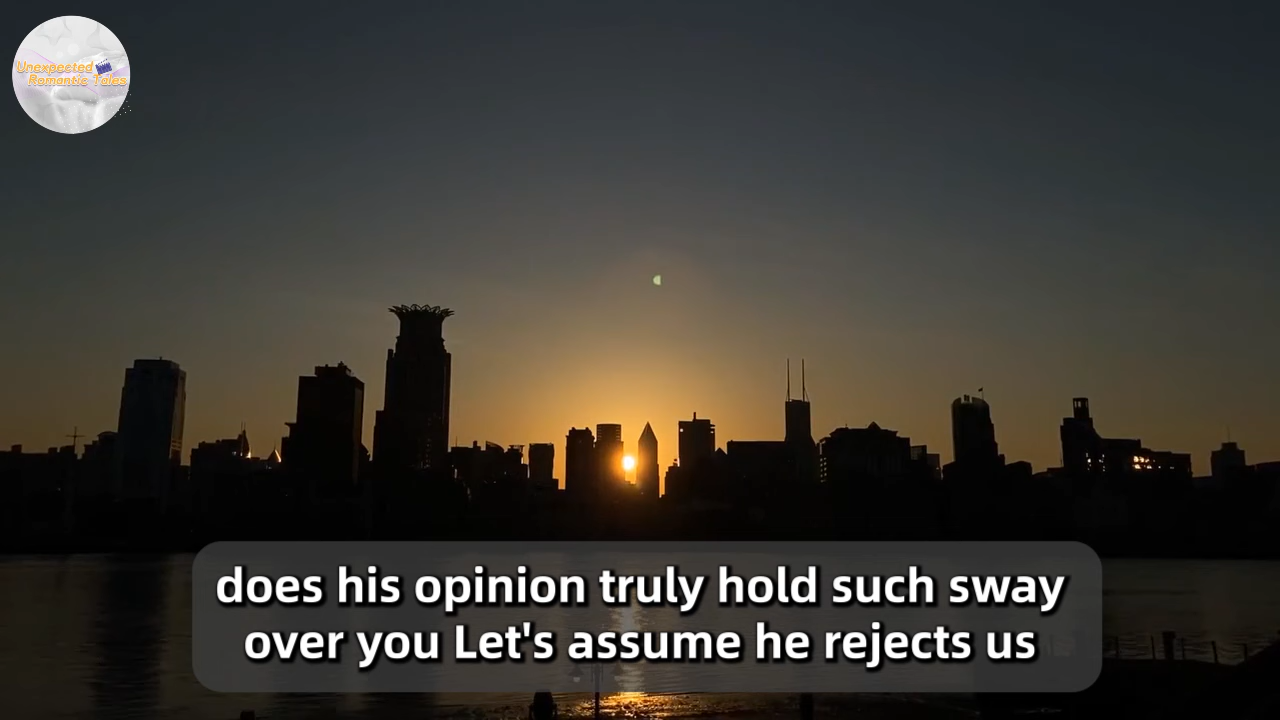 Unexpected
Romantic Tales
does his opinion truly hold such sway
over you Let's assume he rejects us